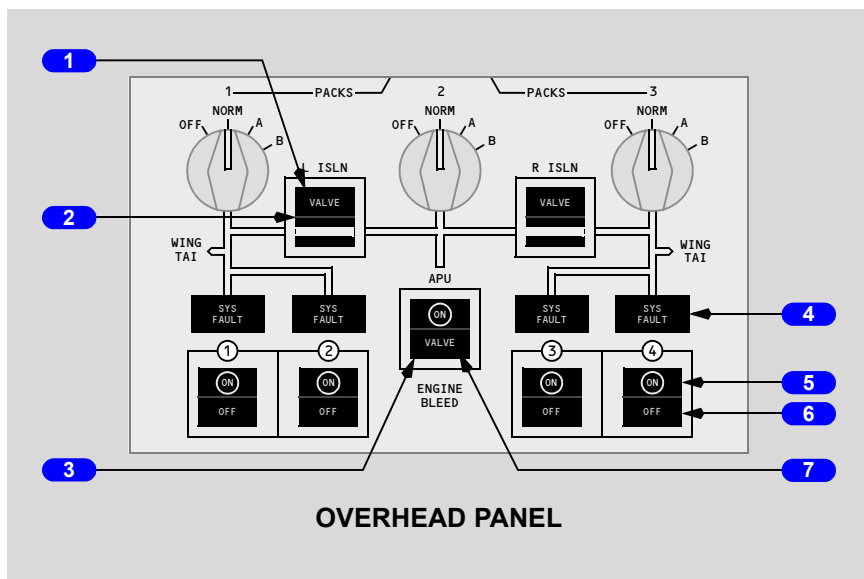 1
1 PACKS 2 PACKS 3
NORM NORM NORM
OFF A OFF A OFF A
B B B
L ISLN R ISLN
VALVE VALVE
2
WING TAI
WING TAI
APU
SYS FAULT
SYS FAULT
SYS FAULT
SYS FAULT
4
ON
VALVE
1 2 3 4
ON ON ON ON
5
OFF OFF OFF OFF
6
ENGINE
BLEED
3
7
OVERHEAD PANEL